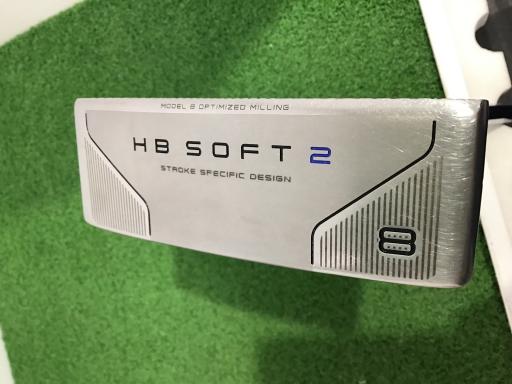 MODEL 8 OPTIMIZED MILLING
HB SOFT 2
STROKE SPECIFIC DESIGN
8